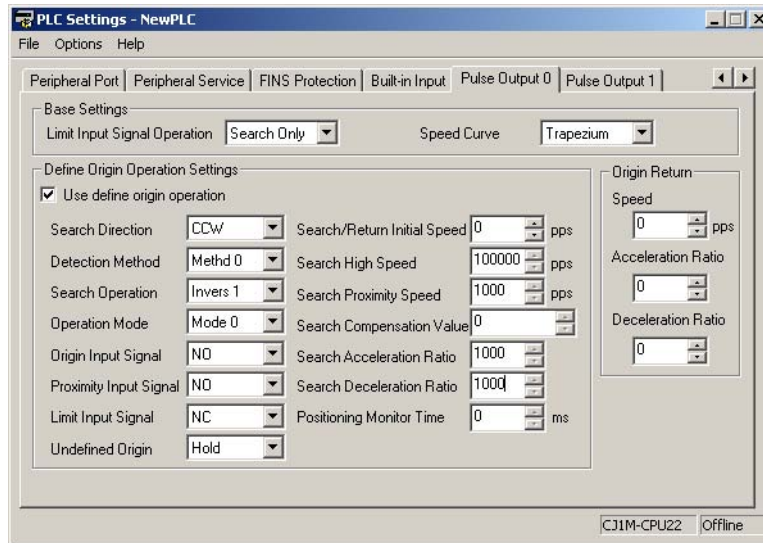 PLC Settings - NewPLC
File Options Help
Peripheral Port Peripheral Service FINS Protection Built-in Input Pulse Output 0 Pulse Output 1
Base Settings
Limit Input Signal Operation Search Only Speed Curve Trapezium
Define Origin Operation Settings
Use define origin operation
Search Direction CCW Search/Return Initial Speed 0 pps
Detection Method Methd 0 Search High Speed 100000 pps
Search Operation Invers 1 Search Proximity Speed 1000 pps
Operation Mode Mode 0 Search Compensation Value 0
Origin Input Signal NO Search Acceleration Ratio 1000
Proximity Input Signal NO Search Deceleration Ratio 1000
Limit Input Signal NC Positioning Monitor Time 0 ms
Undefined Origin Hold
Origin Return
Speed
0 pps
Acceleration Ratio
0
Deceleration Ratio
0
CJ1M-CPU22 Offline